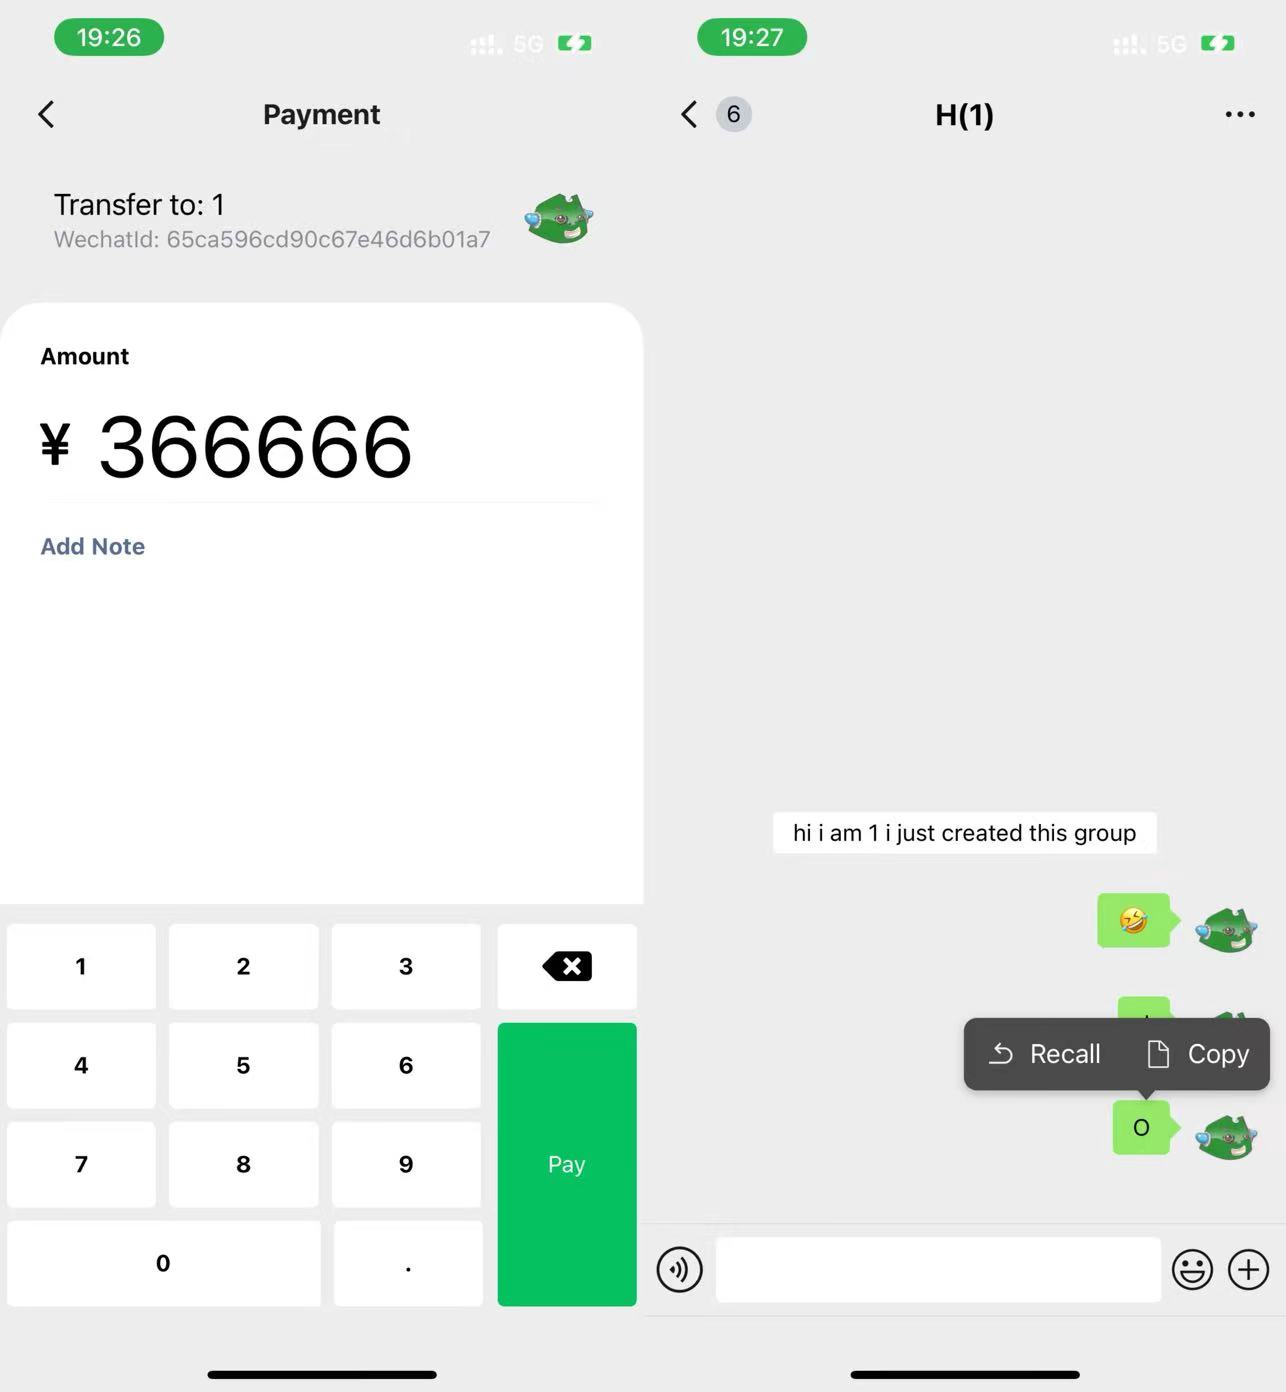 19:26
5G
Payment
Transfer to: 1
WechatId: 65ca596cd90c67e46d6b01a7
Amount
¥ 366666
Add Note
1 2 3
4 5 6
7 8 9
Pay
0 .
19:27
5G
6
H(1)
hi i am 1 i just created this group
Recall Copy
O